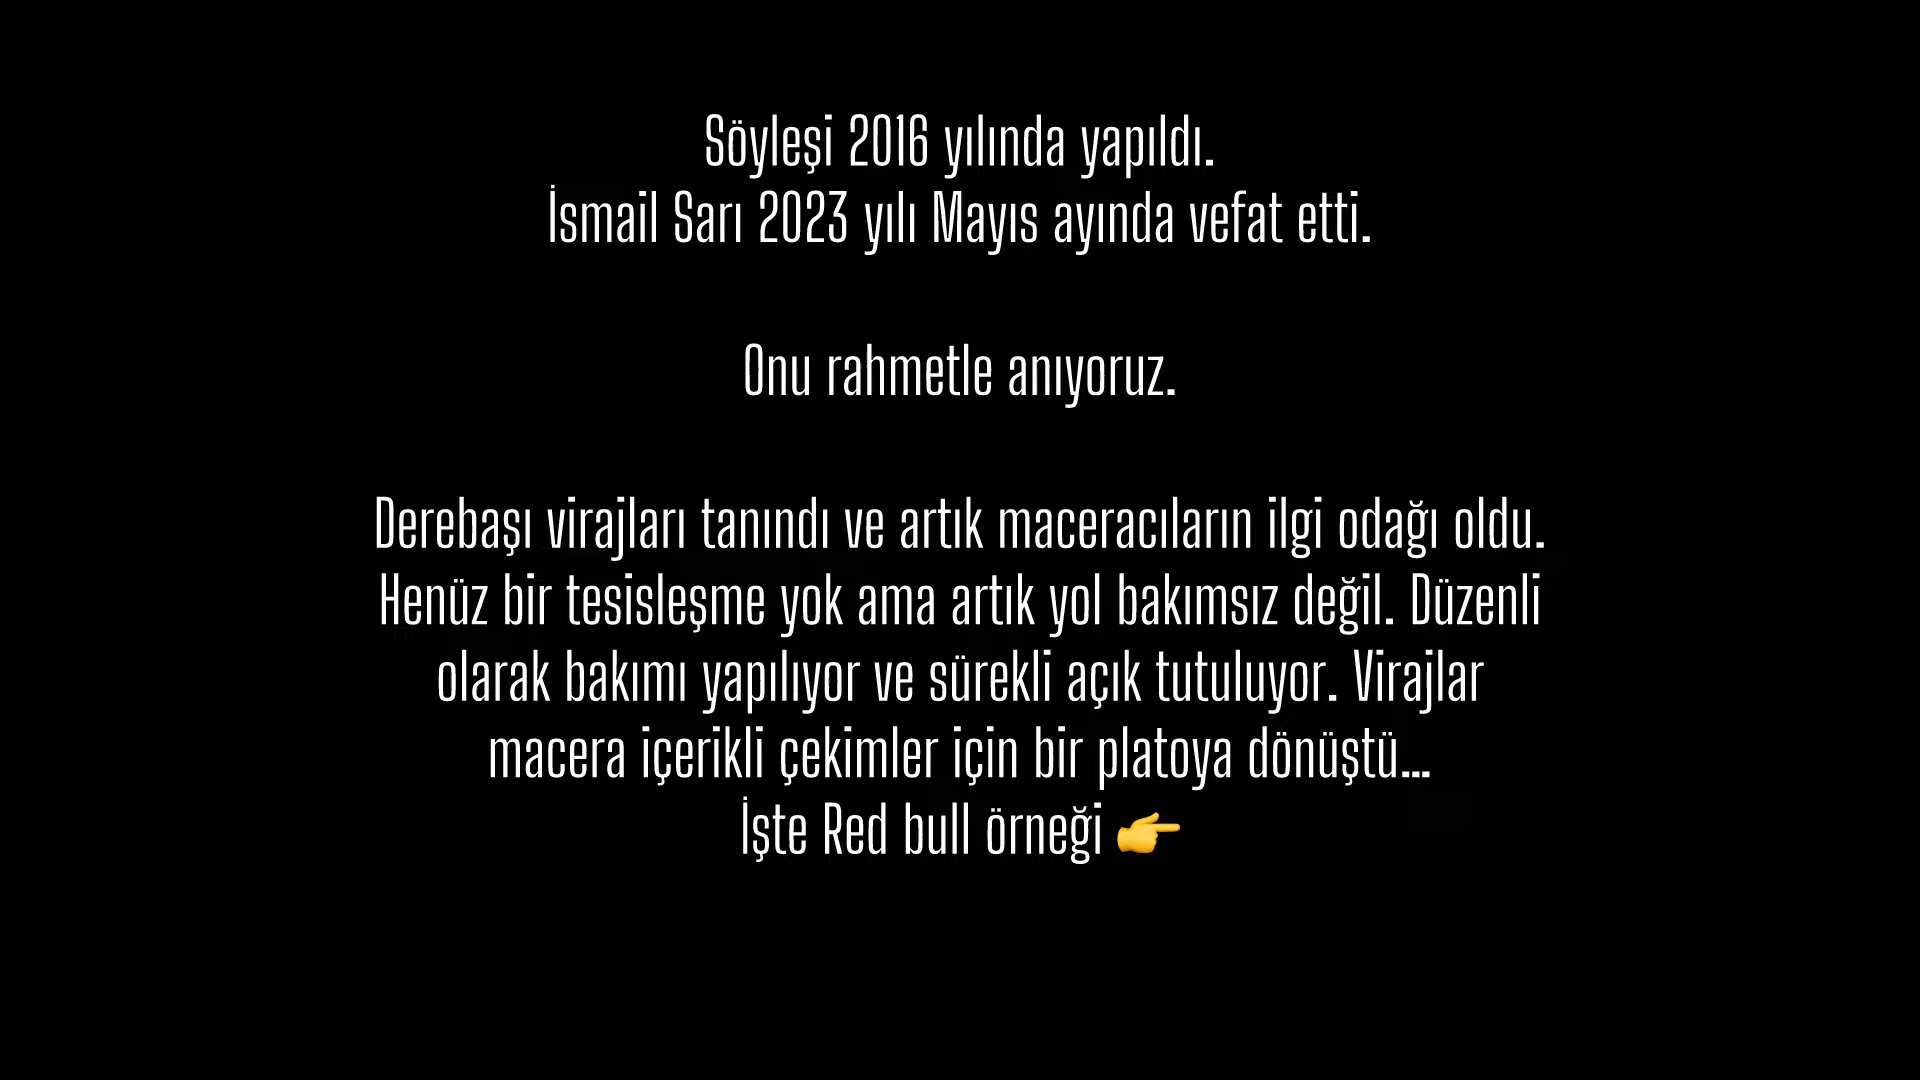 Söyleşi 2016 yılında yapıldı.
İsmail Sarı 2023 yılı Mayıs ayında vefat etti.
Onu rahmetle anıyoruz.
Derebaşı virajları tanındı ve artık maceracıların ilgi odağı oldu.
Henüz bir tesisleşme yok ama artık yol bakımsız değil. Düzenli
olarak bakımı yapılıyor ve sürekli açık tutuluyor. Virajlar
macera içerikli çekimler için bir platoya dönüştü...
İşte Red bull örneği 👉